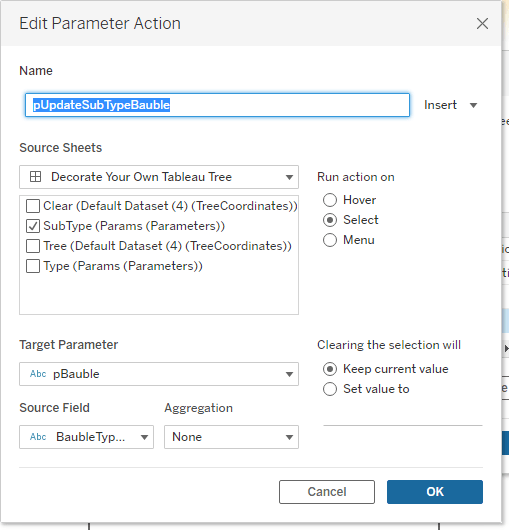 Edit Parameter Action
Name
pUpdateSubTypeBauble
Insert
Source Sheets
Decorate Your Own Tableau Tree
Run action on
Clear (Default Dataset (4) (TreeCoordinates))
Hover
SubType (Params (Parameters))
Select
Tree (Default Dataset (4) (TreeCoordinates))
Menu
Type (Params (Parameters))
Target Parameter
Clearing the selection will
Abc pBauble
Keep current value
Set value to
Source Field
Aggregation
Abc BaubleTyp...
None
Cancel
OK